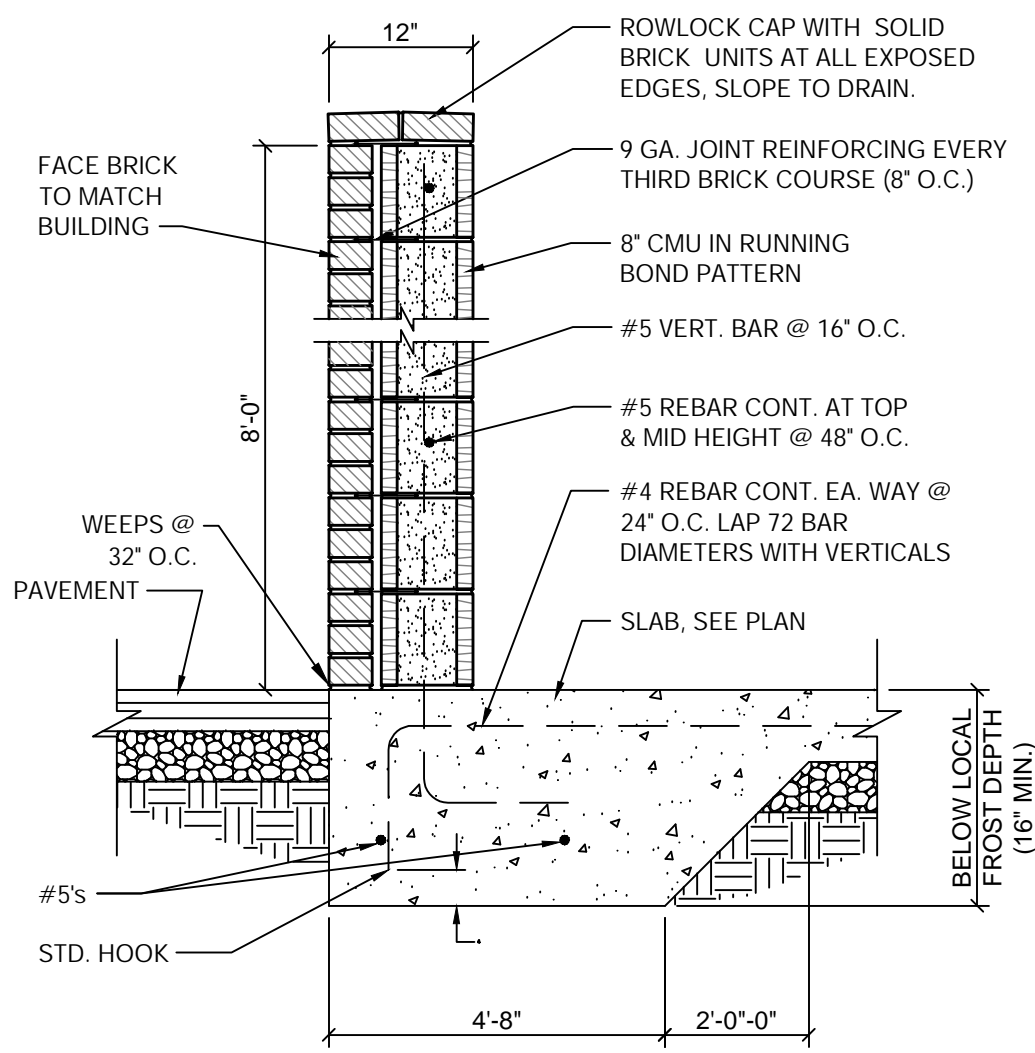 12"
ROWLOCK CAP WITH SOLID
BRICK UNITS AT ALL EXPOSED
EDGES, SLOPE TO DRAIN.
9 GA. JOINT REINFORCING EVERY
THIRD BRICK COURSE (8" O.C.)
FACE BRICK
TO MATCH
BUILDING
8" CMU IN RUNNING
BOND PATTERN
#5 VERT. BAR @ 16" O.C.
8'-0"
#5 REBAR CONT. AT TOP
& MID HEIGHT @ 48" O.C.
#4 REBAR CONT. EA. WAY @
24" O.C. LAP 72 BAR
DIAMETERS WITH VERTICALS
WEEPS @
32" O.C.
PAVEMENT
SLAB, SEE PLAN
BELOW LOCAL
FROST DEPTH
(16" MIN.)
#5's
STD. HOOK
4'-8"
2'-0-0"